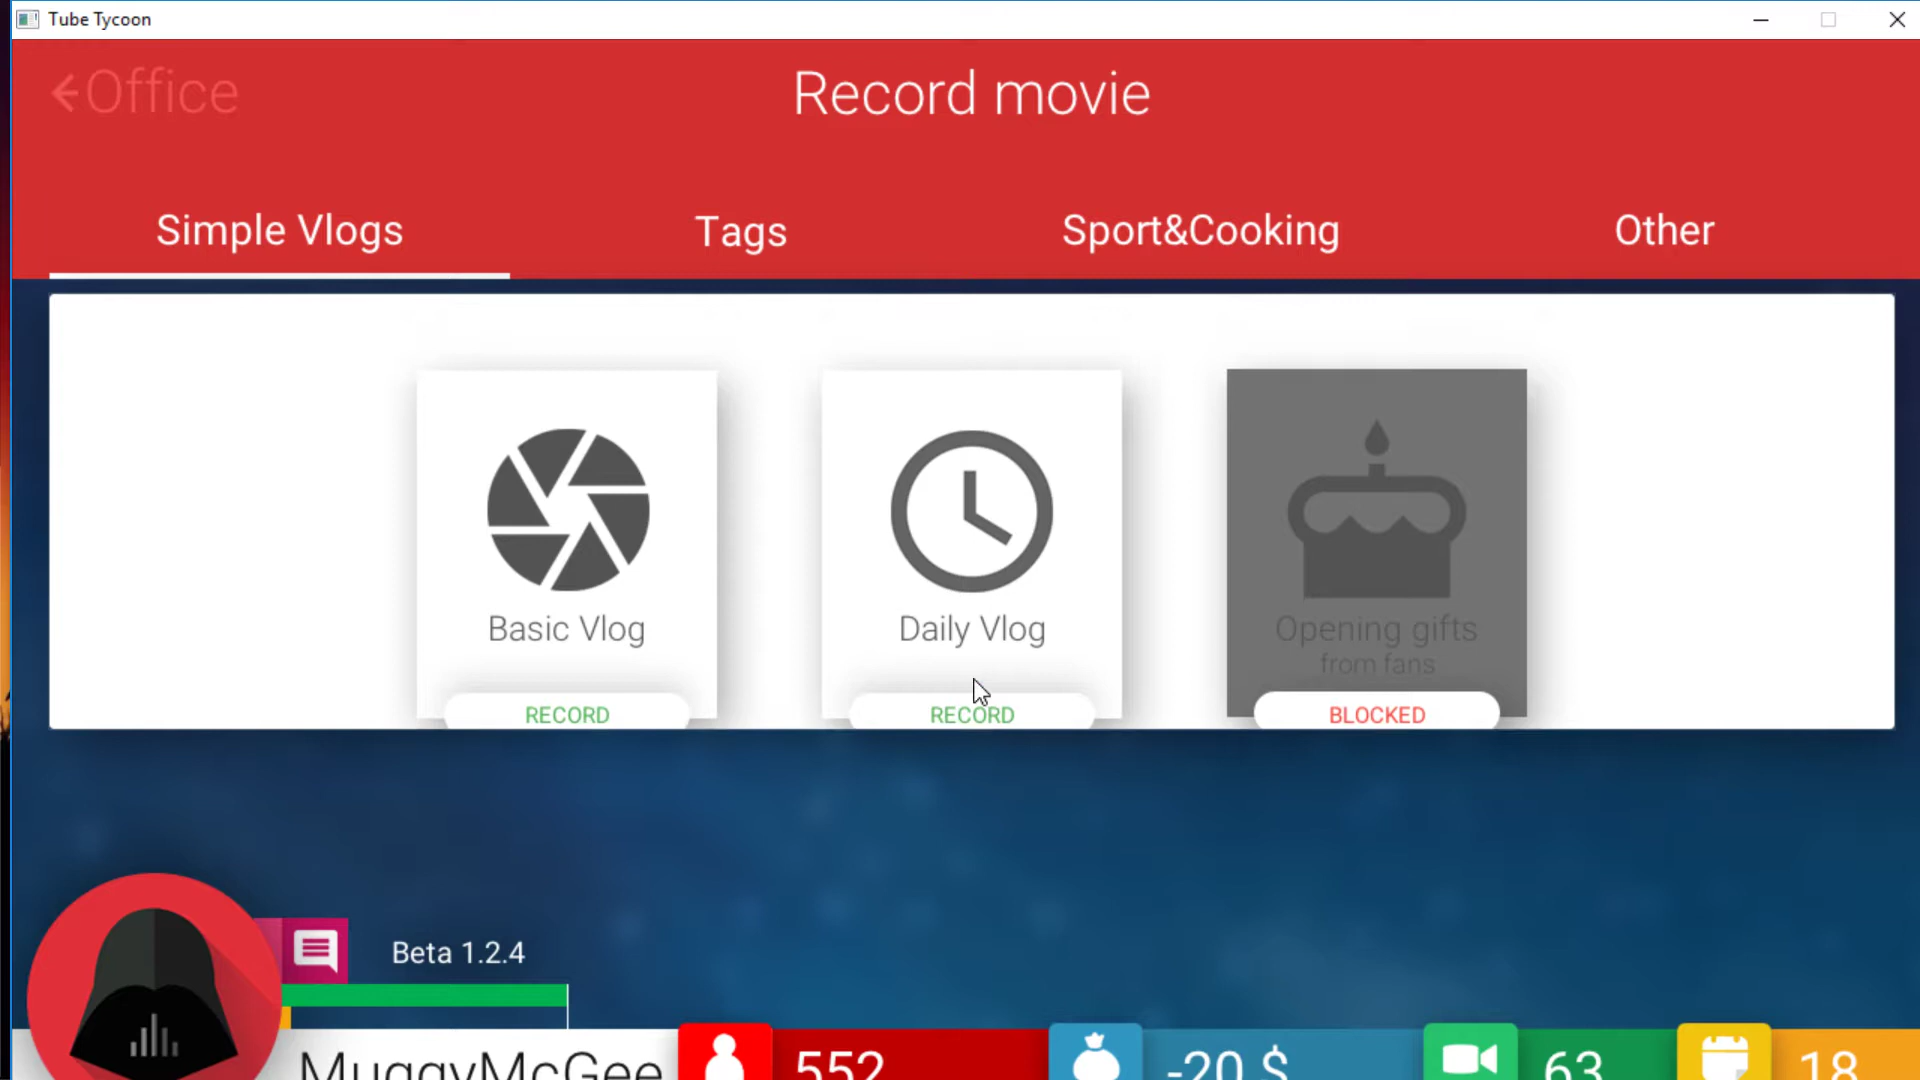 Tube Tycoon
Office
Record movie
Simple Vlogs
Tags
Sport&Cooking
Other
Basic Vlog
RECORD
Daily Vlog
RECORD
Opening gifts
from fans
BLOCKED
Beta 1.2.4
MuggyMcGee
552
-20 $
63
18